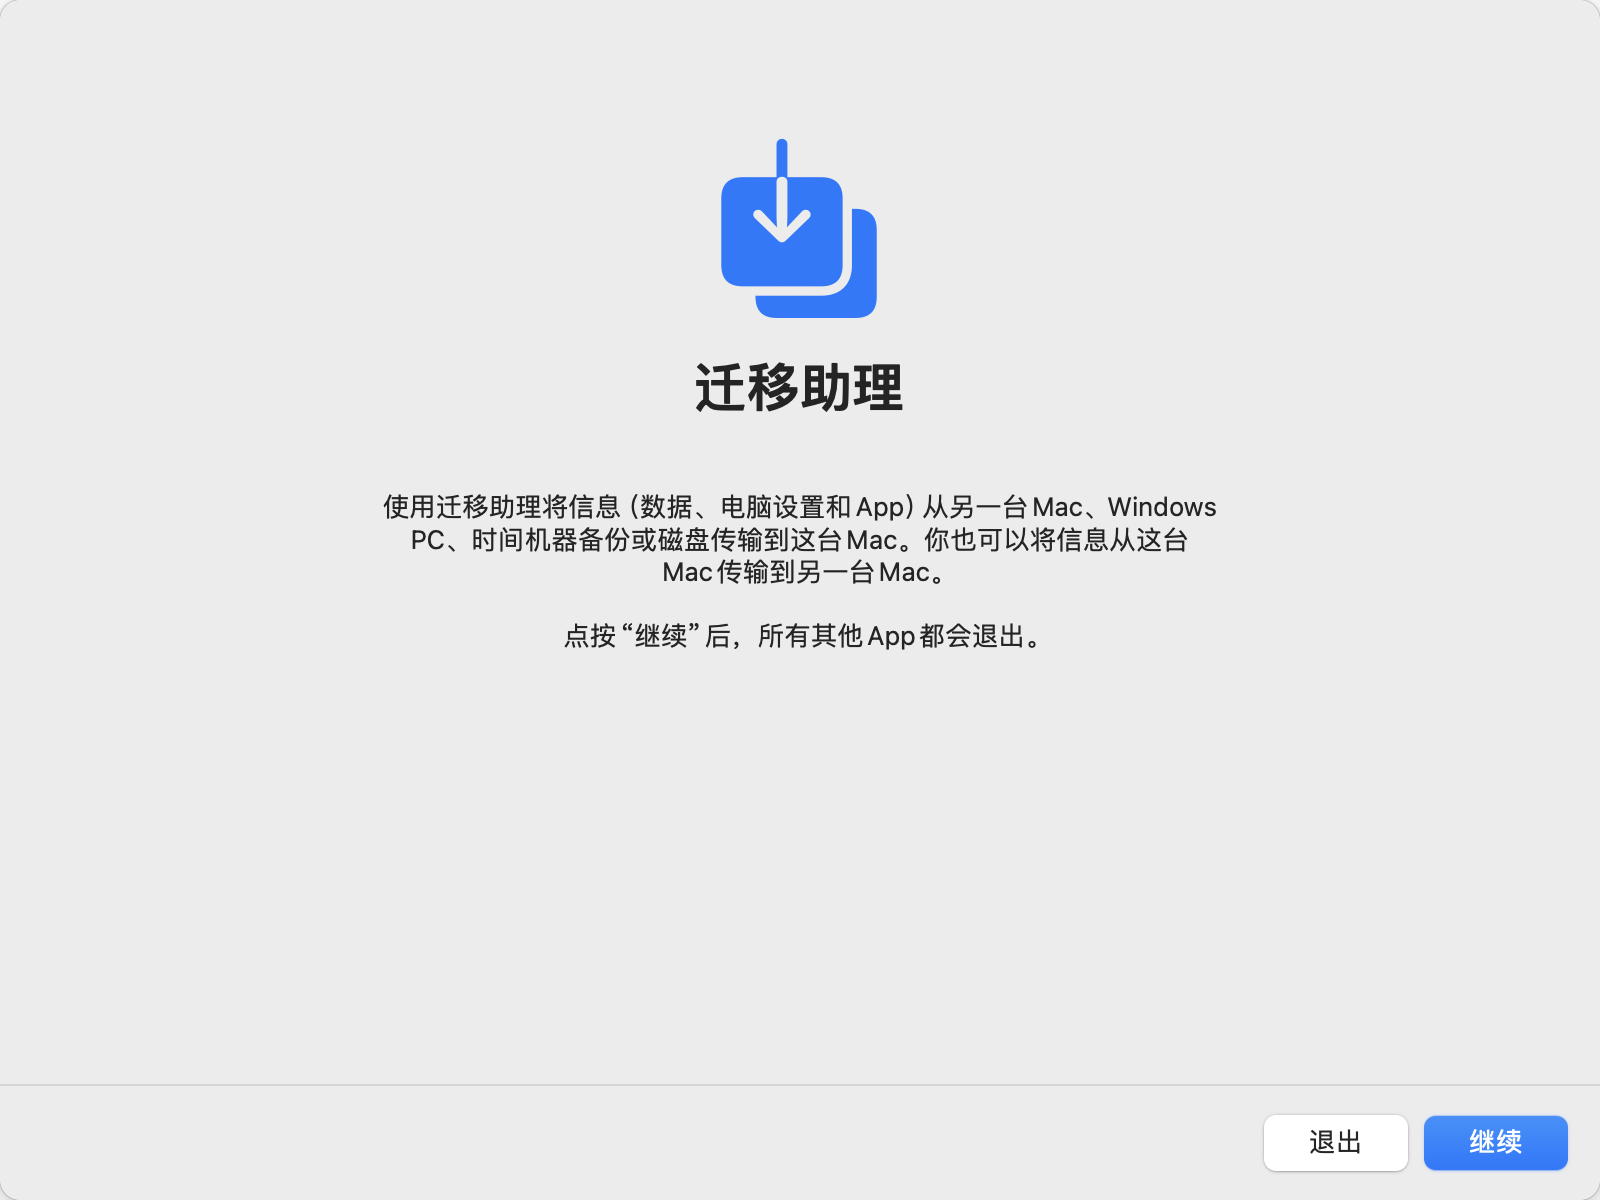 迁移助理
使用迁移助理将信息（数据、电脑设置和 App）从另一台 Mac、Windows
PC、时间机器备份或磁盘传输到这台 Mac。你也可以将信息从这台
Mac 传输到另一台 Mac。
点按“继续”后，所有其他 App 都会退出。
退出
继续